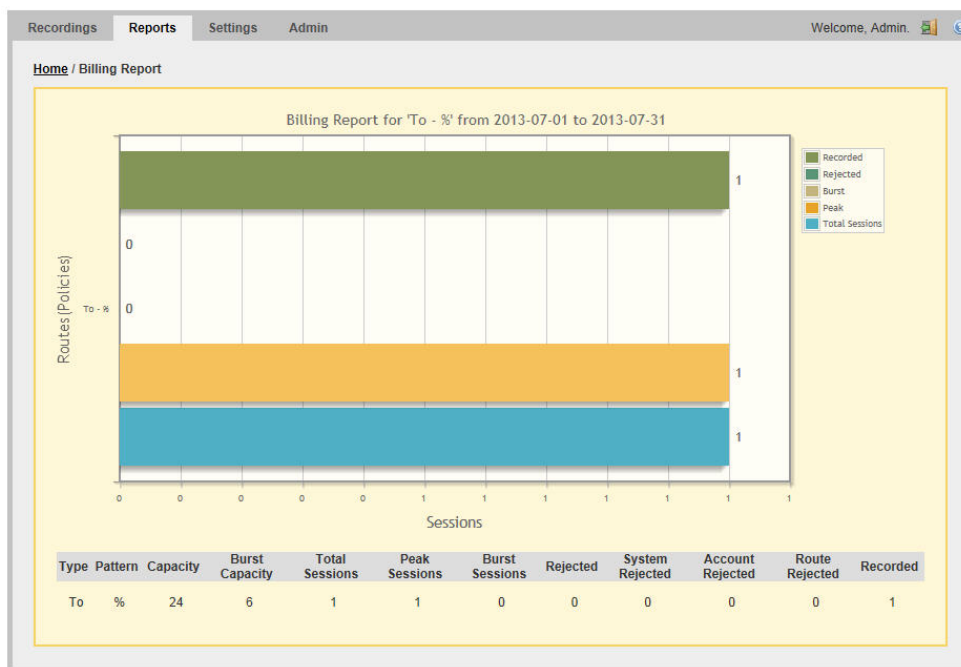 Recordings Reports Settings Admin Welcome, Admin.
Home / Billing Report
Billing Report for 'To - %' from 2013-07-01 to 2013-07-31
Recorded
Rejected
Burst
Peak
Total Sessions
1
0
0
1
1
Routes(Policies)
To - %
0 0 0 0 0 1 1 1 1 1 1 1
Sessions
Type Pattern Capacity Burst Capacity Total Sessions Peak Sessions Burst Sessions Rejected System Rejected Account Rejected Route Rejected Recorded
To % 24 6 1 1 0 0 0 0 0 1